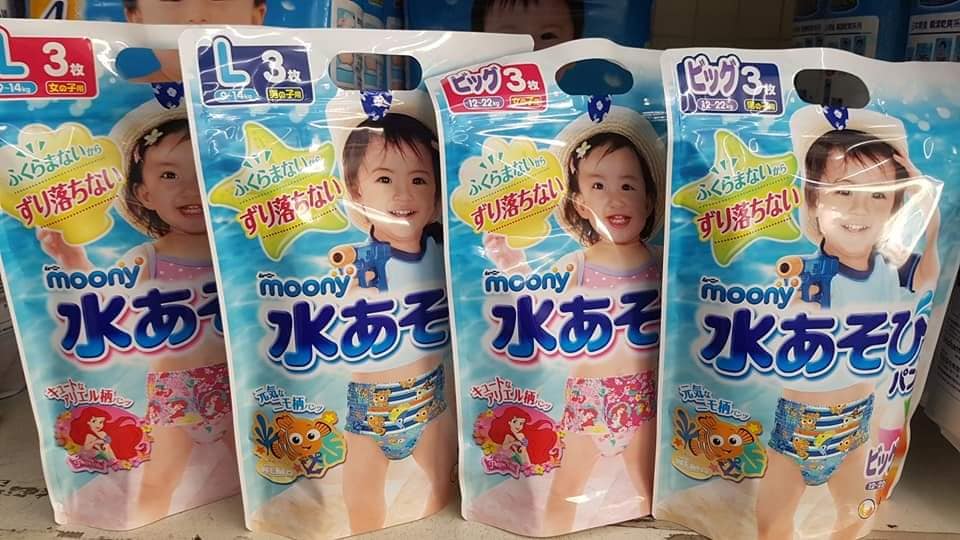 L
3枚
9-14kg
女の子用
ふくらまないから
ずり落ちない
moony
水あそ
キュートな
アリエル柄パンツ
L
3枚
9-14kg
男の子用
ふくらまないから
ずり落ちない
moony
水あそ
元気な
ニモ柄パンツ
NEMO
ビッグ
3枚
12-22kg
女の子用
ふくらまないから
ずり落ちない
moony
水あそ
キュートな
アリエル柄パンツ
ビッグ
3枚
12-22kg
男の子用
ふくらまないから
ずり落ちない
moony
水あそび
パン
元気な
ニモ柄パンツ
NEMO
ビッ
12-22